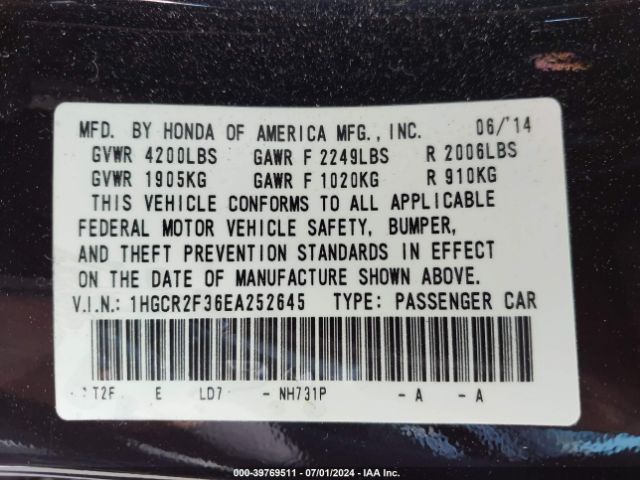 MFD. BY HONDA OF AMERICA MFG., INC. 06/'14
GVWR 4200LBS GAWR F 2249LBS R 2006LBS
GVWR 1905KG GAWR F 1020KG R 910KG
THIS VEHICLE CONFORMS TO ALL APPLICABLE
FEDERAL MOTOR VEHICLE SAFETY, BUMPER,
AND THEFT PREVENTION STANDARDS IN EFFECT
ON THE DATE OF MANUFACTURE SHOWN ABOVE.
V.I.N.: 1HGCR2F36EA252645 TYPE: PASSENGER CAR
T2F E LD7 - NH731P - A - A
000-39769511 - 07/01/2024 - IAA Inc.